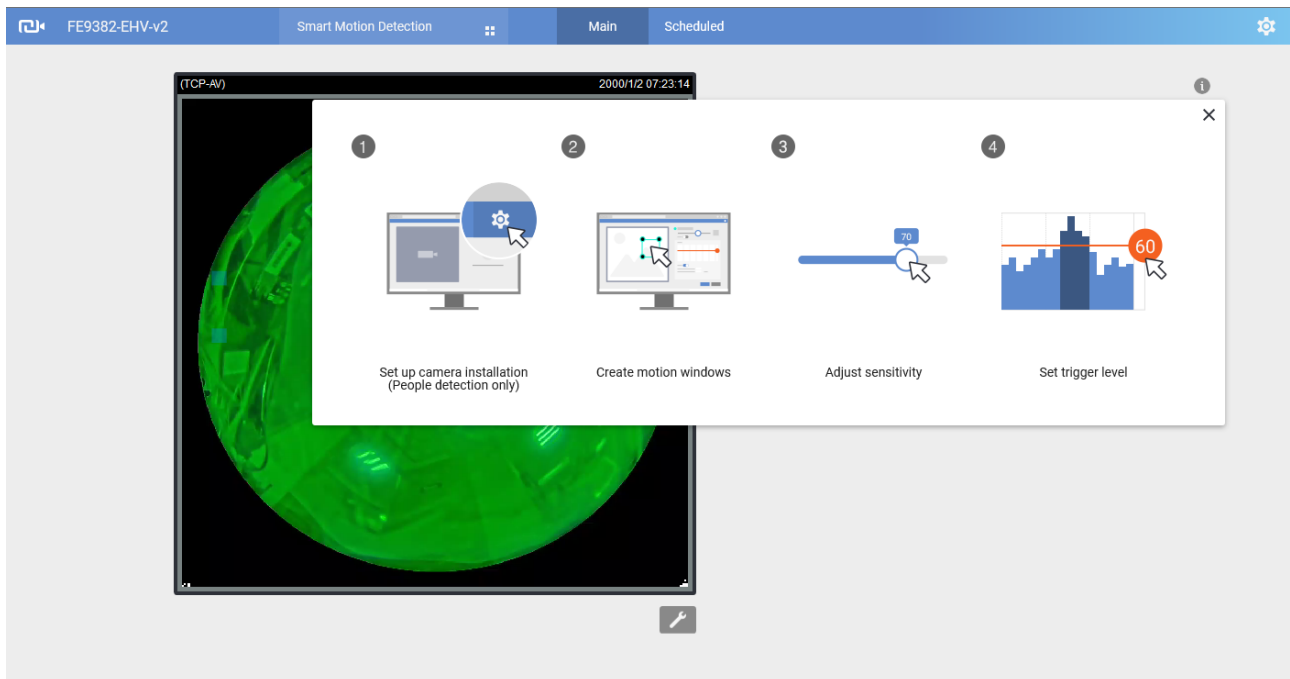 FE9382-EHV-v2 Smart Motion Detection Main Scheduled
(TCP-AV) 2000/1/2 07:23:14
1 2 3 4
70
60
Set up camera installation
(People detection only)
Create motion windows
Adjust sensitivity
Set trigger level